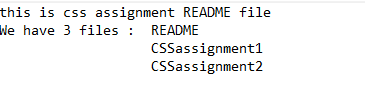 this is css assignment README file
We have 3 files :  README
CSSassignment1
CSSassignment2